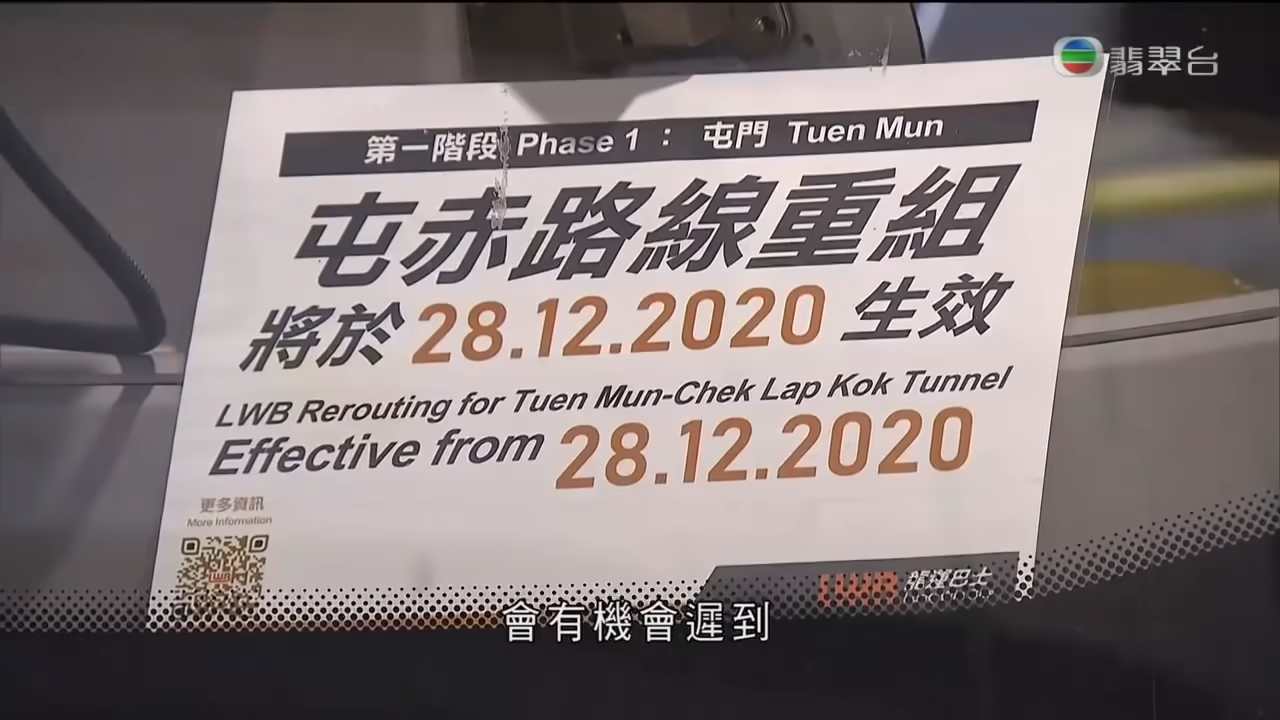 翡翠台
第一階段 Phase 1 : 屯門 Tuen Mun
屯赤路線重組
將於 28.12.2020 生效
LWB Rerouting for Tuen Mun-Chek Lap Kok Tunnel
Effective from 28.12.2020
更多資訊
More Information
LWB
LWB 龍運巴士
會有機會遲到